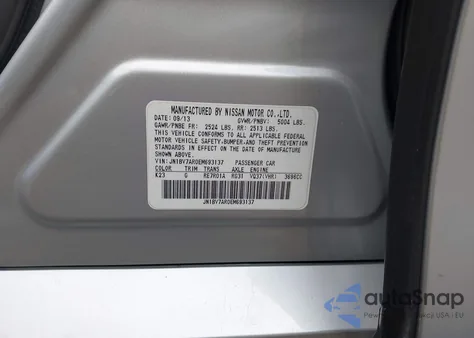 MANUFACTURED BY NISSAN MOTOR CO.,LTD.
DATE: 09/13 GVWR/PNBV: 5004 LBS.
GAWR/PNBE FR: 2524 LBS. RR: 2513 LBS.
THIS VEHICLE CONFORMS TO ALL APPLICABLE FEDERAL
MOTOR VEHICLE SAFETY,BUMPER,AND THEFT PREVENTION
STANDARDS IN EFFECT ON THE DATE OF
MANUFACTURE SHOWN ABOVE.
VIN: JN1BV7AR0EM693137 PASSENGER CAR
COLOR TRIM TRANS AXLE ENGINE
K23 G RE7R01A R031 VQ37(VHR) 3696CC
JN1BV7AR0EM693137
autoSnap
USA i EU